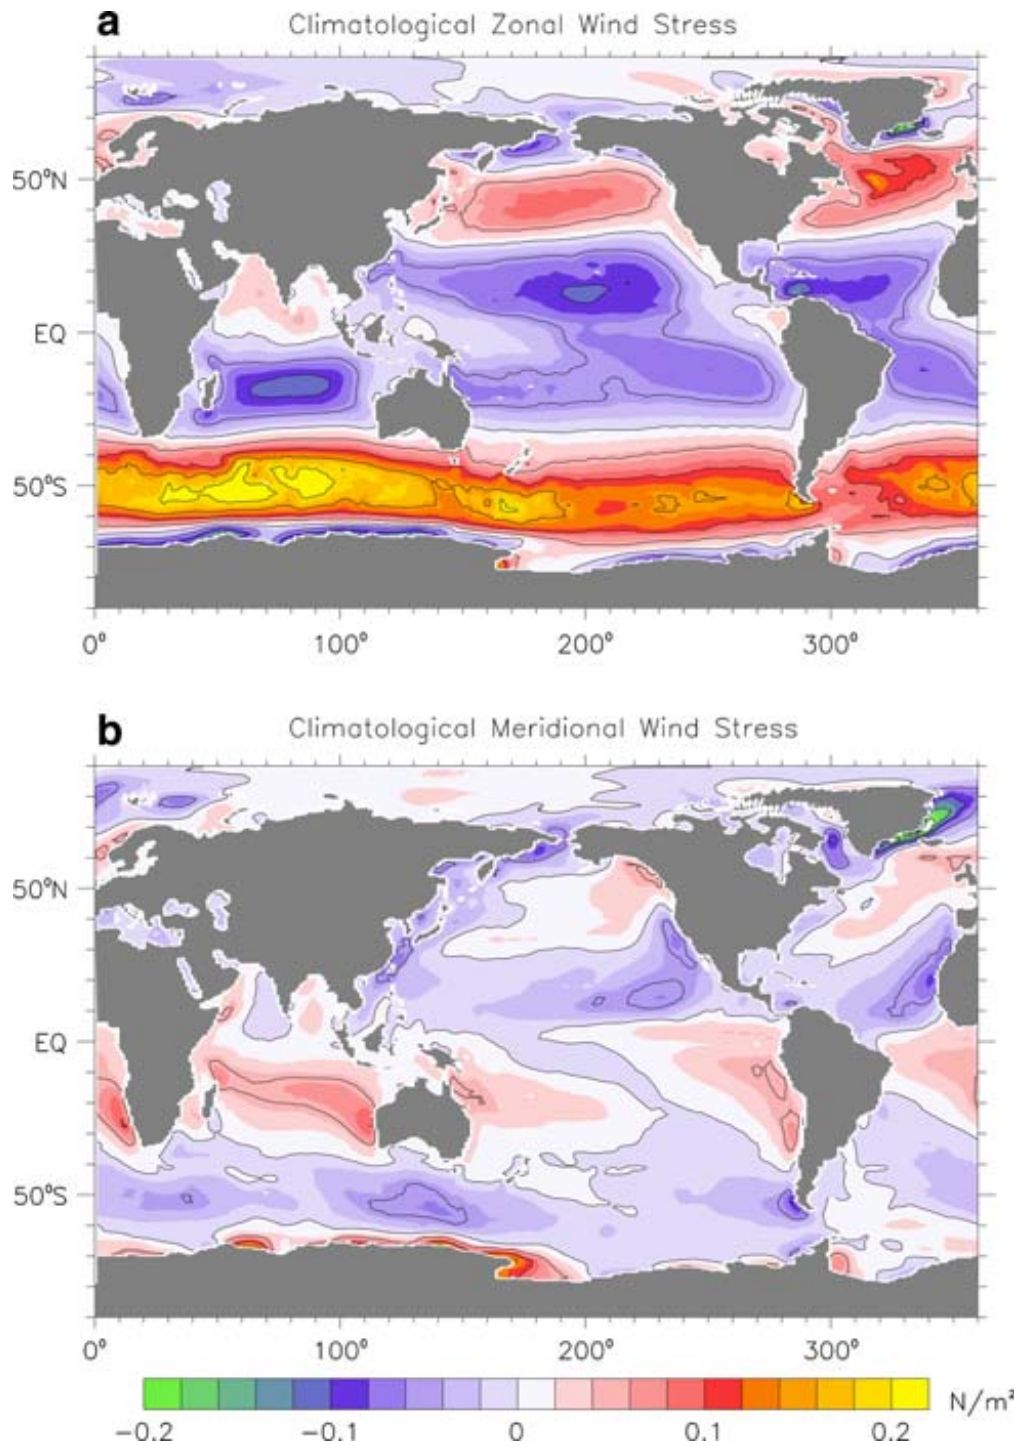 a
Climatological Zonal Wind Stress
50°N
EQ
50°S
0° 100° 200° 300°
b
Climatological Meridional Wind Stress
50°N
EQ
50°S
0° 100° 200° 300°
N/m²
−0.2 −0.1 0 0.1 0.2